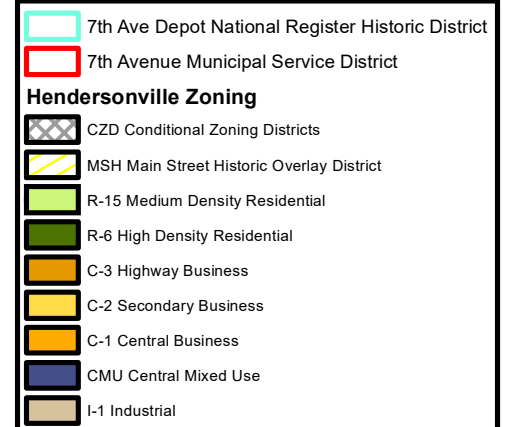 7th Ave Depot National Register Historic District
7th Avenue Municipal Service District
Hendersonville Zoning
CZD Conditional Zoning Districts
MSH Main Street Historic Overlay District
R-15 Medium Density Residential
R-6 High Density Residential
C-3 Highway Business
C-2 Secondary Business
C-1 Central Business
CMU Central Mixed Use
I-1 Industrial